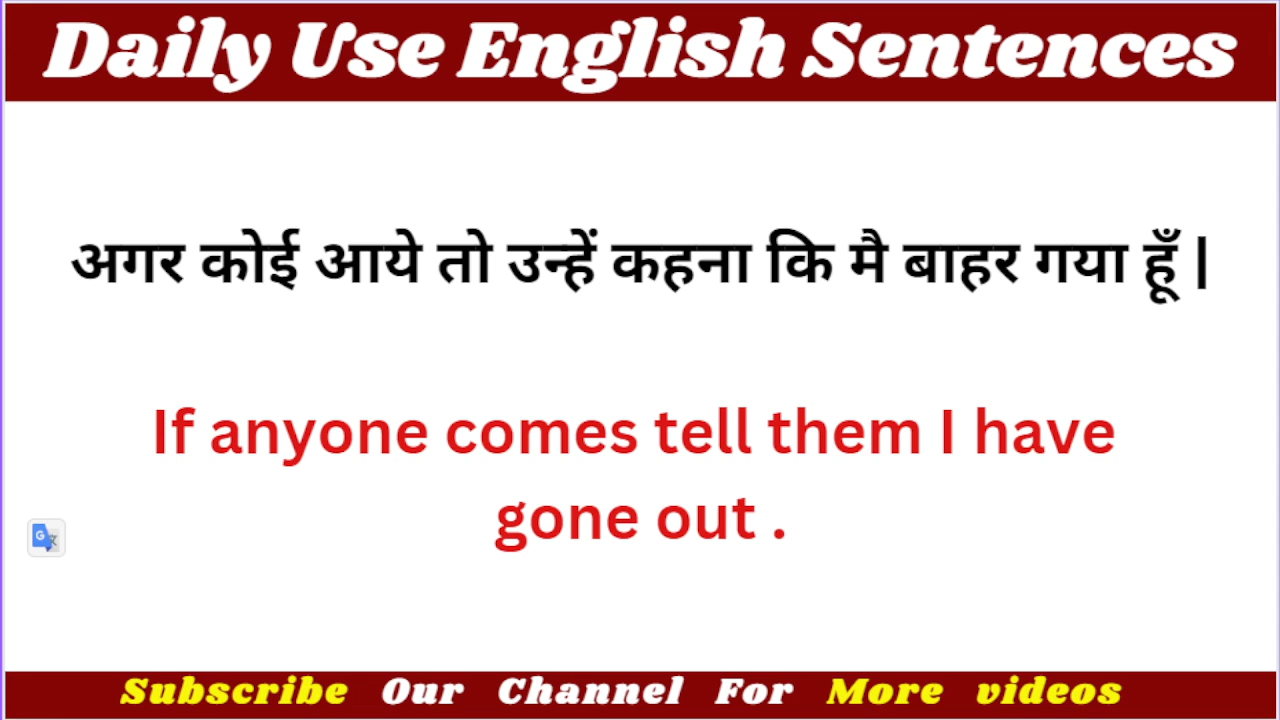 Daily Use English Sentences
अगर कोई आये तो उन्हें कहना कि मै बाहर गया हूँ |
If anyone comes tell them I have
gone out .
Subscribe Our Channel For More videos